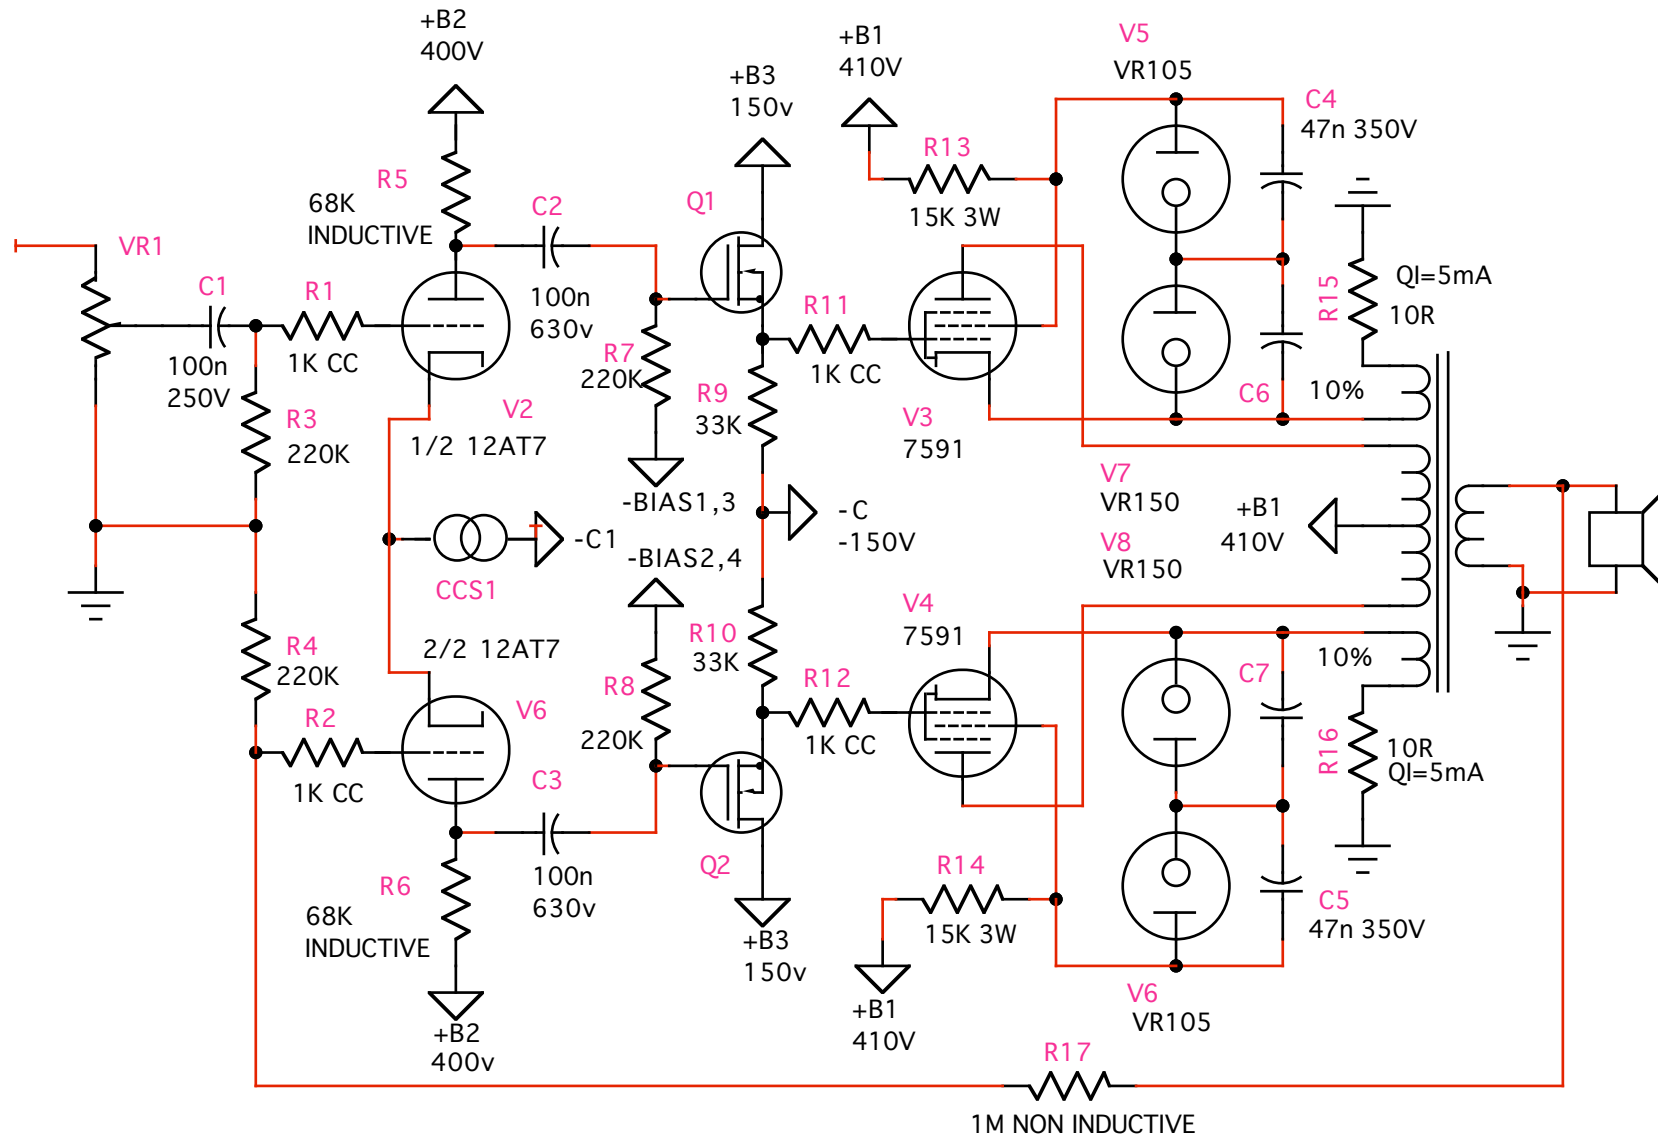 +B2
400V
+B3
150v
+B1
410V
V5
VR105
C4
47n 350V
R13
15K 3W
R5
68K
INDUCTIVE
C2
100n
630v
Q1
VR1
C1
100n
250V
R1
1K CC
R3
220K
V2
1/2 12AT7
R7
220K
R9
33K
R11
1K CC
V3
7591
C6
10%
R15
QI=5mA
10R
-BIAS1,3
-C
-150V
-C1
CCS1
-BIAS2,4
V7
VR150
V8
VR150
+B1
410V
R4
220K
R2
1K CC
2/2 12AT7
V6
R8
220K
R10
33K
R12
1K CC
V4
7591
C7
10%
R16
10R
QI=5mA
C3
100n
630v
Q2
R6
68K
INDUCTIVE
+B2
400v
+B3
150v
R14
15K 3W
+B1
410V
C5
47n 350V
V6
VR105
R17
1M NON INDUCTIVE